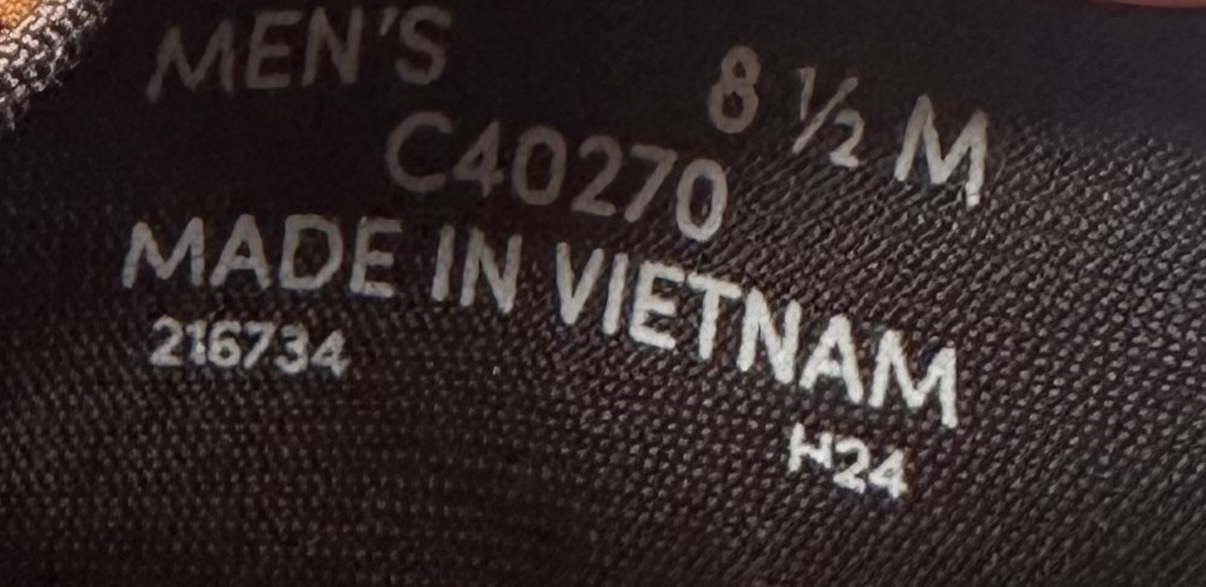 MEN'S 8 ½ M
C40270
MADE IN VIETNAM
216734
H24